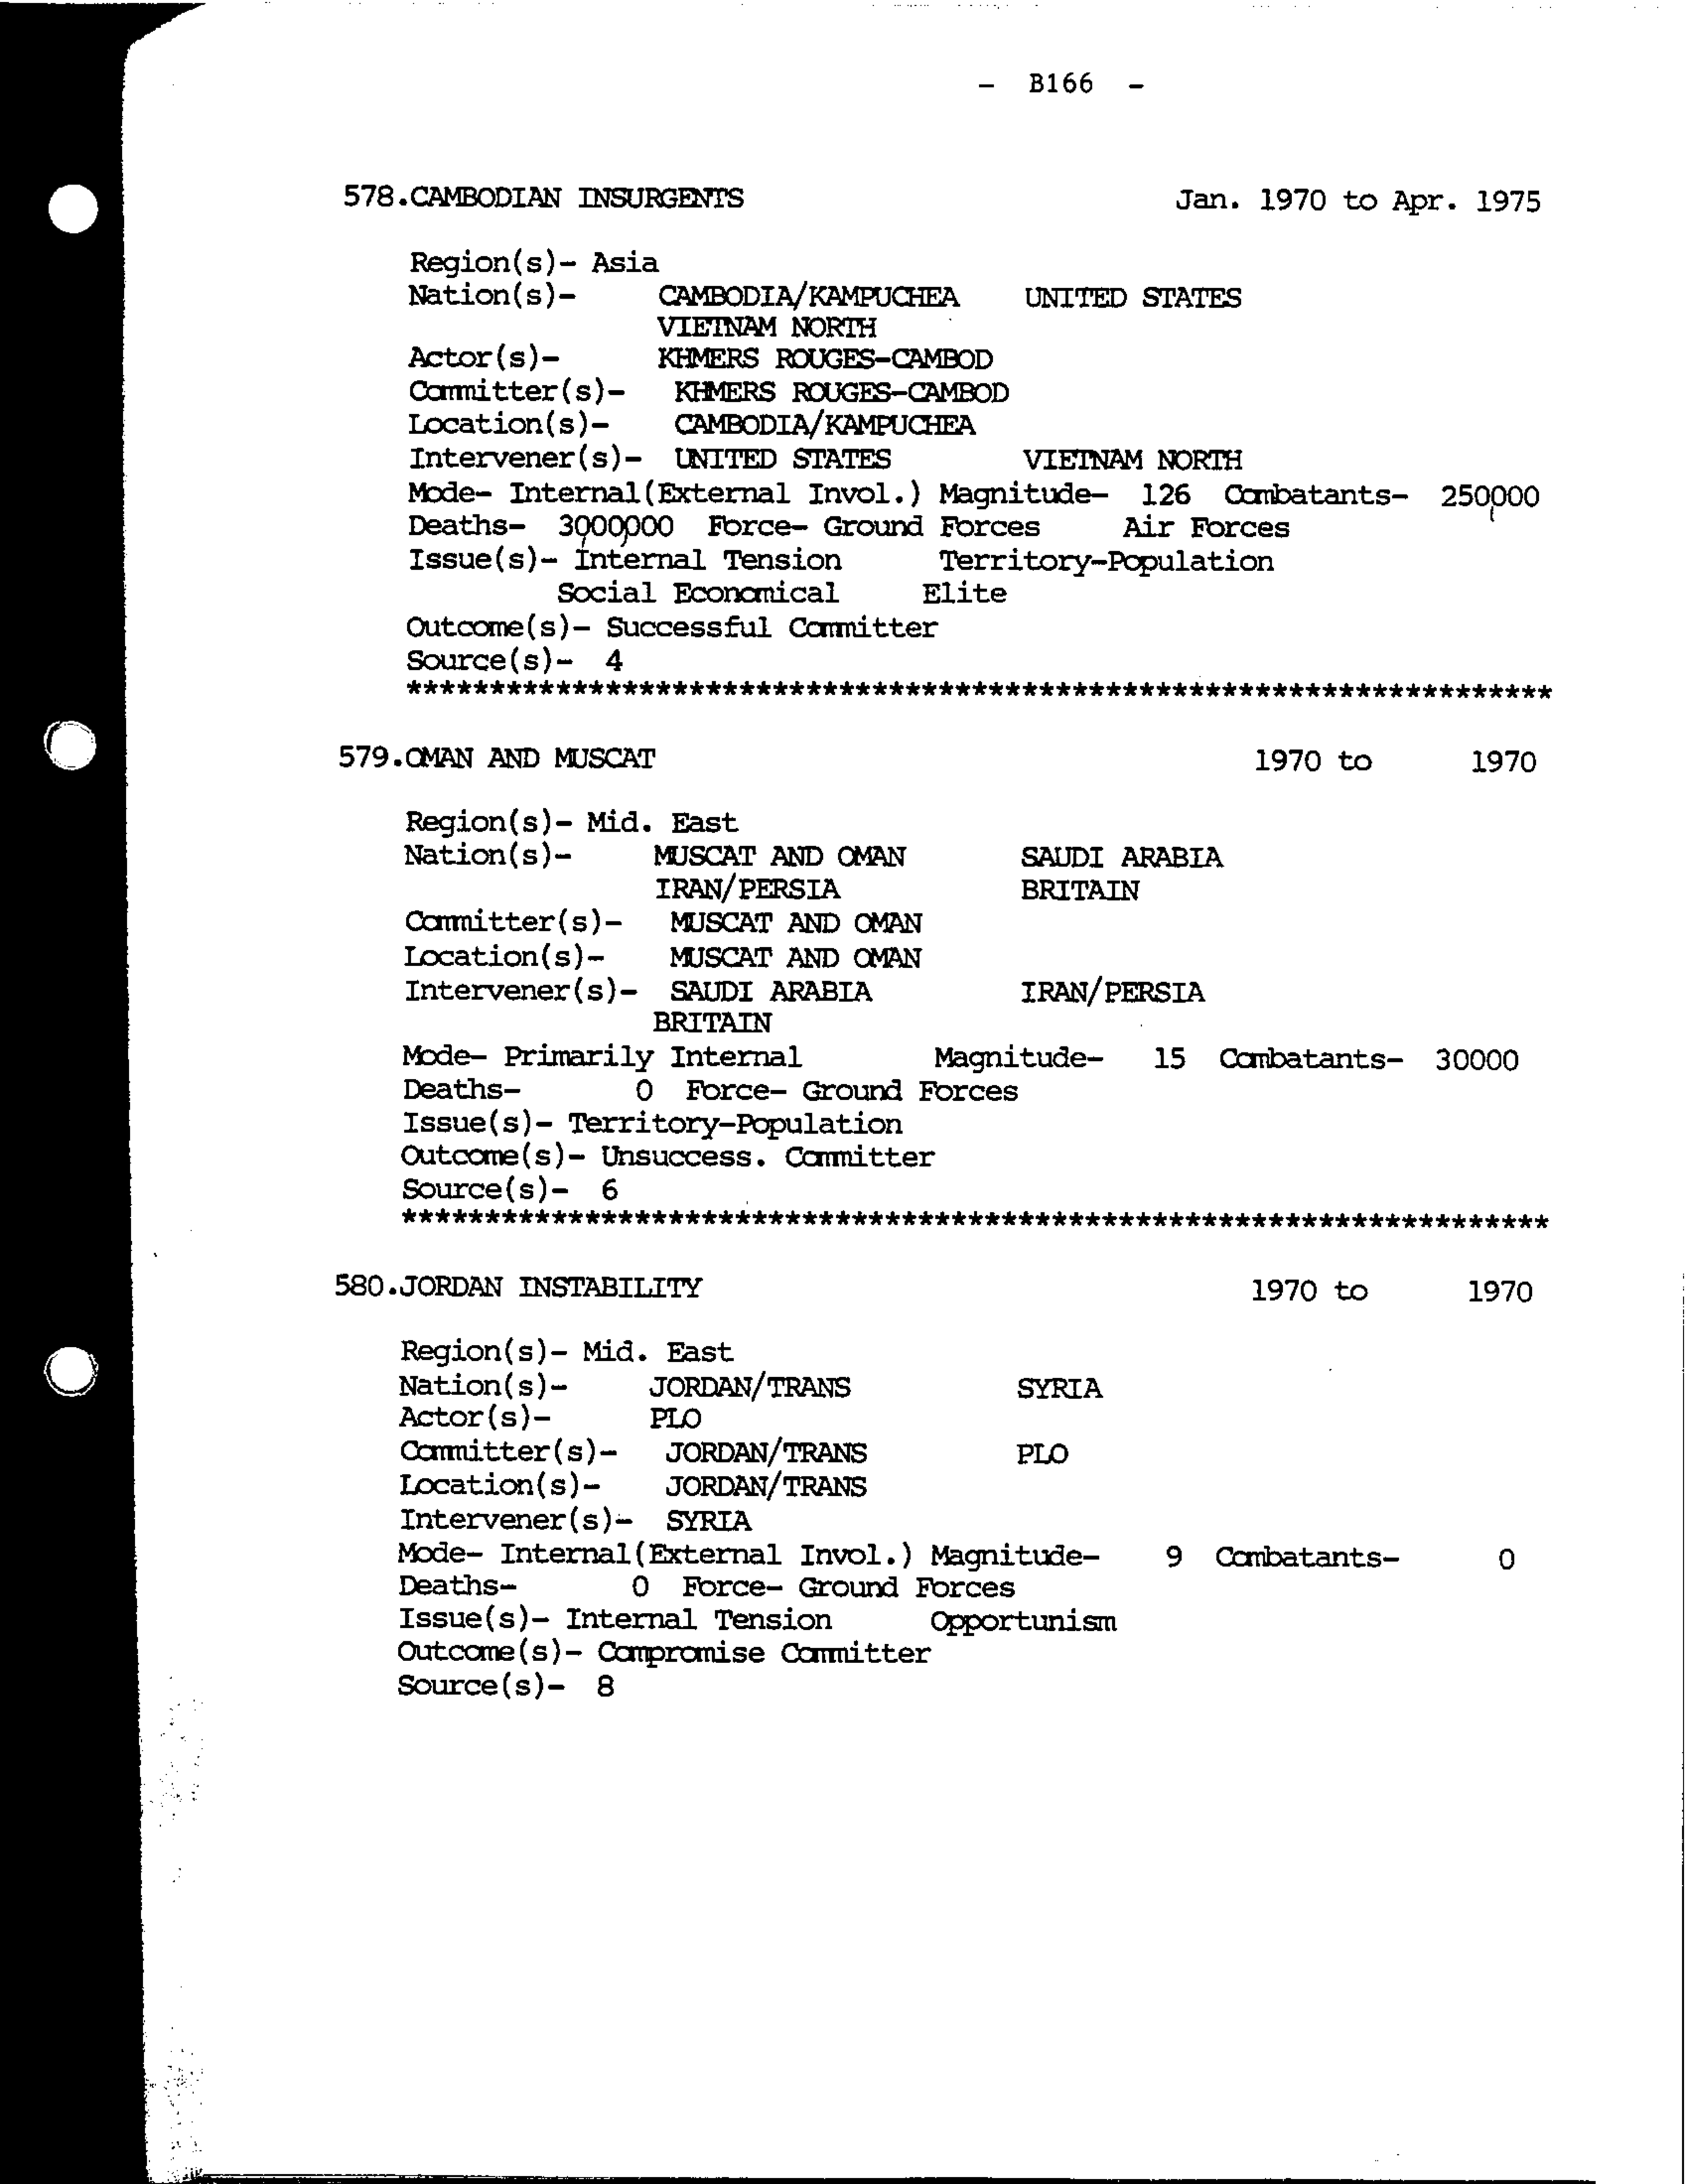 - B166 -
578.CAMBODIAN INSURGENTS Jan. 1970 to Apr. 1975
Region(s)- Asia
Nation(s)- CAMBODIA/KAMPUCHEA UNITED STATES
VIETNAM NORTH
Actor(s)- KHMERS ROUGES-CAMBOD
Committer(s)- KHMERS ROUGES-CAMBOD
Location(s)- CAMBODIA/KAMPUCHEA
Intervener(s)- UNITED STATES VIETNAM NORTH
Mode- Internal(External Invol.) Magnitude- 126 Combatants- 250000
Deaths- 3000000 Force- Ground Forces Air Forces
Issue(s)- Internal Tension Territory-Population
Social Economical Elite
Outcome(s)- Successful Committer
Source(s)- 4
*********************************************************************
579.OMAN AND MUSCAT 1970 to 1970
Region(s)- Mid. East
Nation(s)- MUSCAT AND OMAN SAUDI ARABIA
IRAN/PERSIA BRITAIN
Committer(s)- MUSCAT AND OMAN
Location(s)- MUSCAT AND OMAN
Intervener(s)- SAUDI ARABIA IRAN/PERSIA
BRITAIN
Mode- Primarily Internal Magnitude- 15 Combatants- 30000
Deaths- 0 Force- Ground Forces
Issue(s)- Territory-Population
Outcome(s)- Unsuccess. Committer
Source(s)- 6
*********************************************************************
580.JORDAN INSTABILITY 1970 to 1970
Region(s)- Mid. East
Nation(s)- JORDAN/TRANS SYRIA
Actor(s)- PLO
Committer(s)- JORDAN/TRANS PLO
Location(s)- JORDAN/TRANS
Intervener(s)- SYRIA
Mode- Internal(External Invol.) Magnitude- 9 Combatants- 0
Deaths- 0 Force- Ground Forces
Issue(s)- Internal Tension Opportunism
Outcome(s)- Compromise Committer
Source(s)- 8